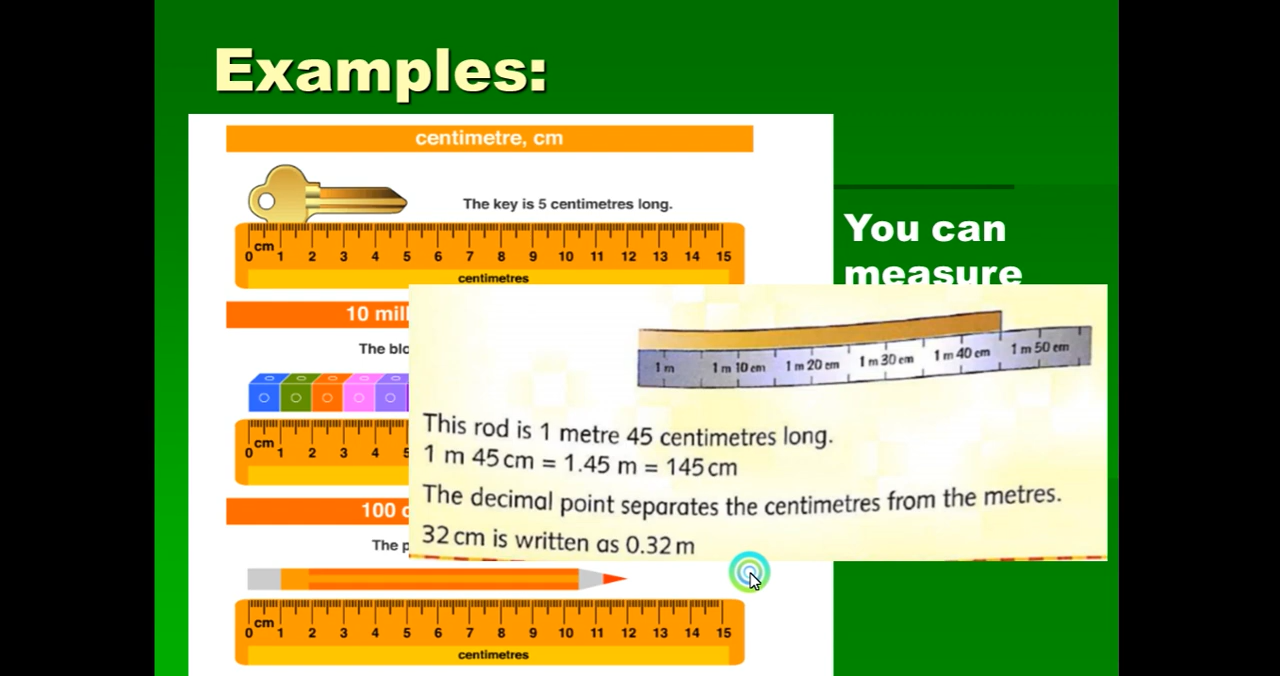 Examples:
centimetre, cm
The key is 5 centimetres long.
cm
0 1 2 3 4 5 6 7 8 9 10 11 12 13 14 15
centimetres
You can
measure
10 mill
The blo
cm
0 1 2 3 4 5
1 m 1 m 10 cm 1 m 20 cm 1 m 30 cm 1 m 40 cm 1 m 50 cm
This rod is 1 metre 45 centimetres long.
1 m 45 cm = 1.45 m = 145 cm
The decimal point separates the centimetres from the metres.
32 cm is written as 0.32 m
100 c
The p
cm
0 1 2 3 4 5 6 7 8 9 10 11 12 13 14 15
centimetres